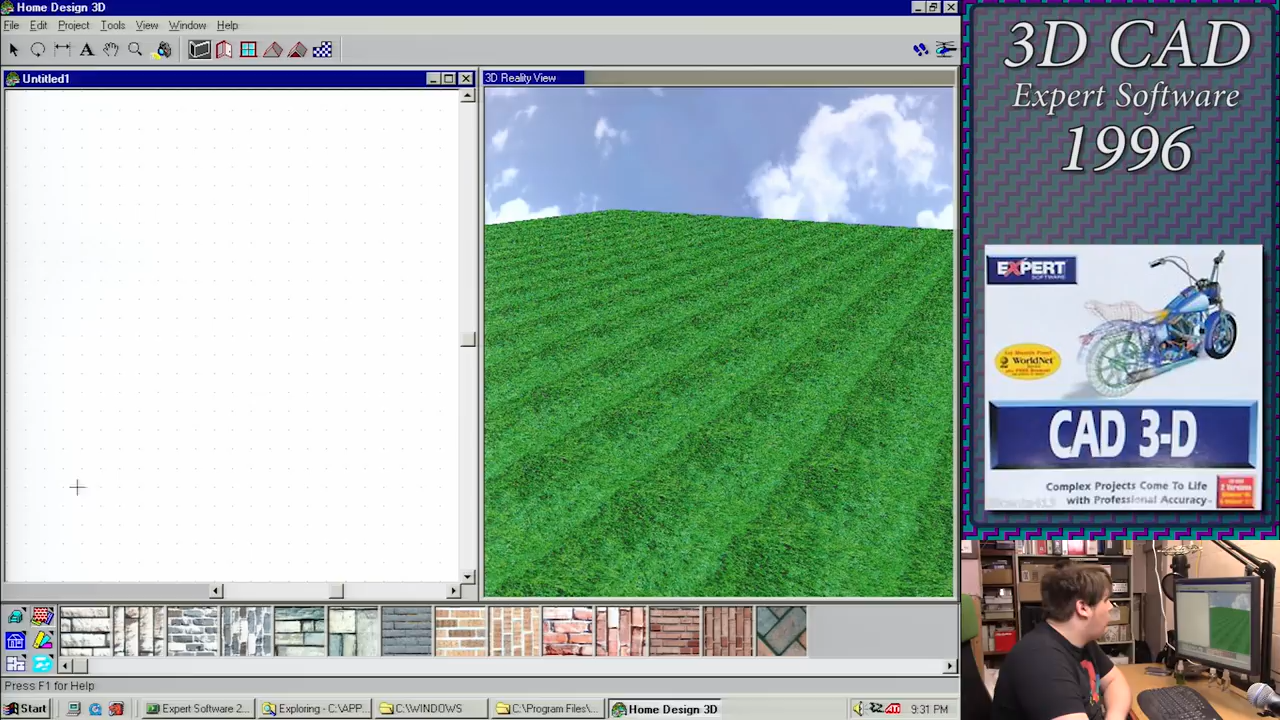 Home Design 3D
File Edit Project Tools View Window Help
Untitled1
3D Reality View
Press F1 for Help
Start
Expert Software 2...
Exploring - C:\APP...
C:\WINDOWS
C:\Program Files\...
Home Design 3D
ATI
9:31 PM
3D CAD
Expert Software
1996
EXPERT
SOFTWARE
WorldNet
CAD 3-D
Complex Projects Come To Life
with Professional Accuracy